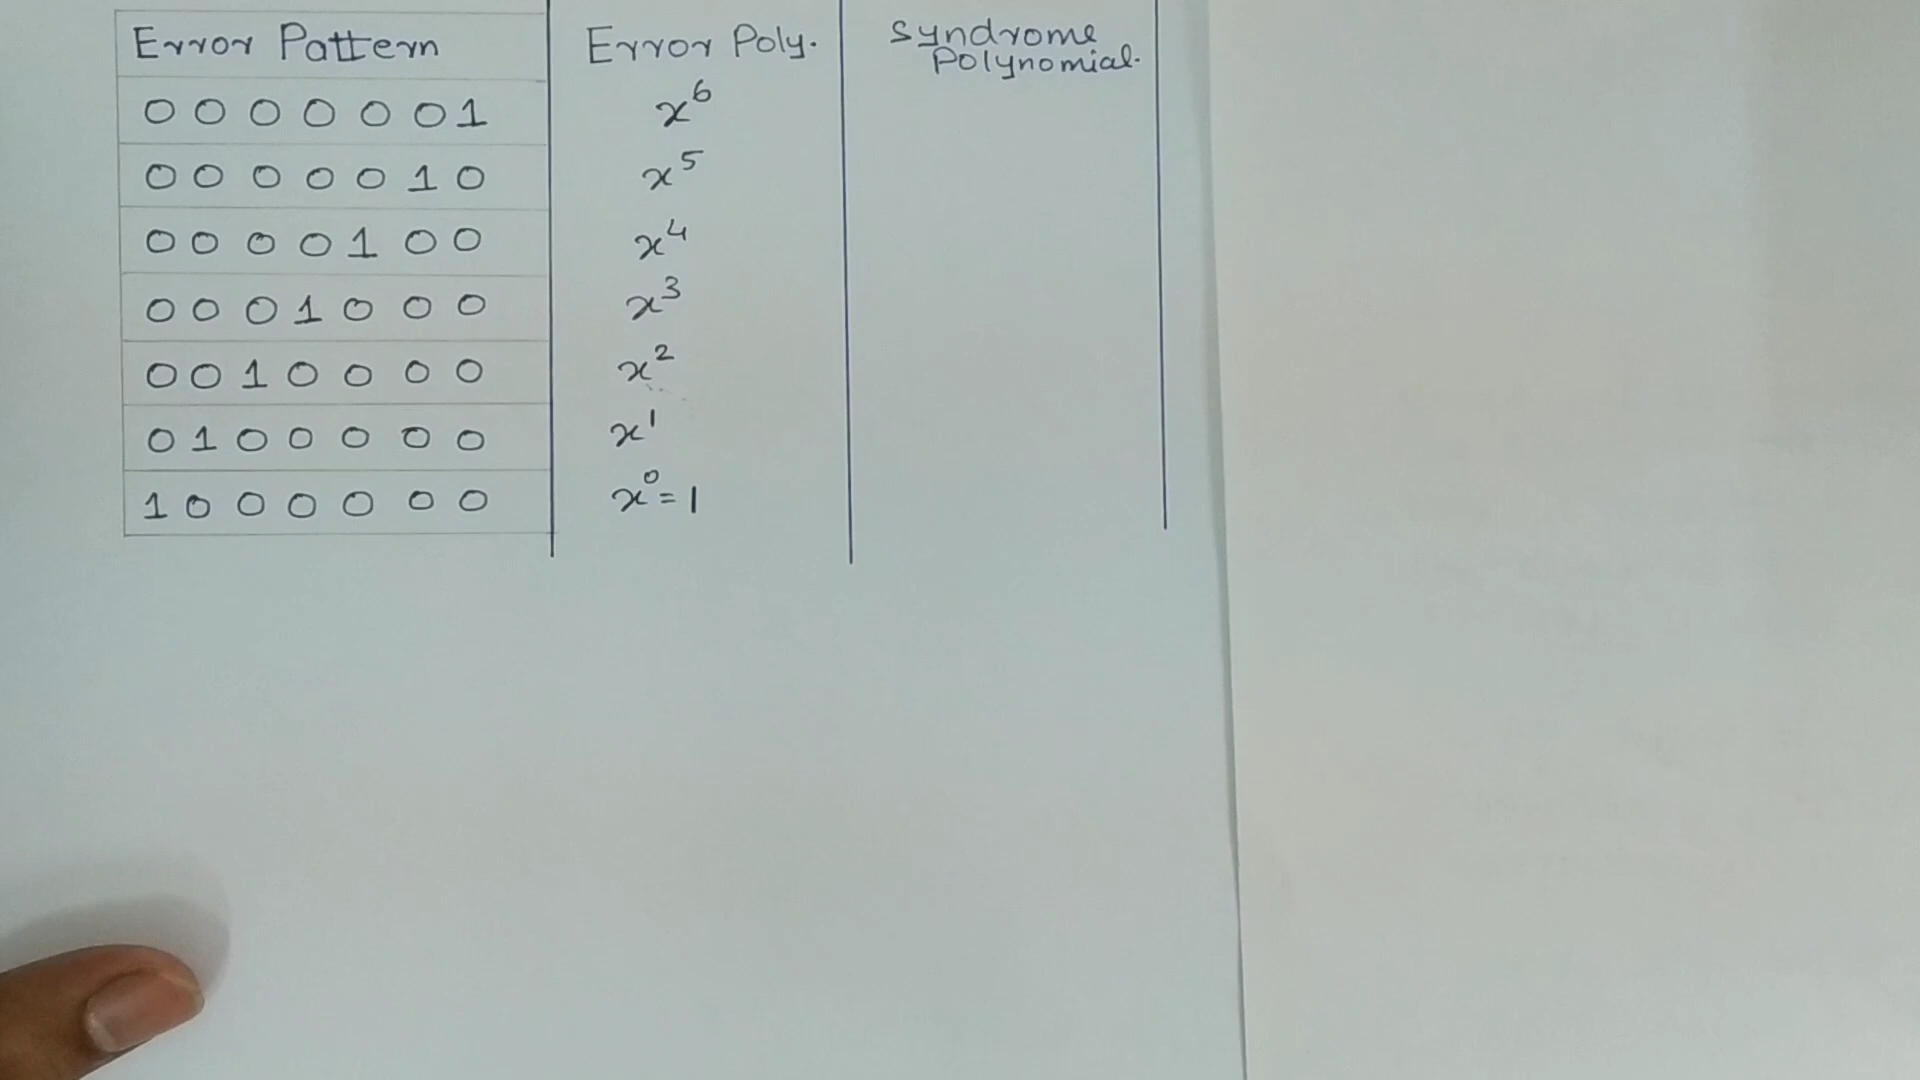 Error Pattern Error Poly. Syndrome
Polynomial.
0 0 0 0 0 0 1 x⁶
0 0 0 0 0 1 0 x⁵
0 0 0 0 1 0 0 x⁴
0 0 0 1 0 0 0 x³
0 0 1 0 0 0 0 x²
0 1 0 0 0 0 0 x¹
1 0 0 0 0 0 0 x⁰ = 1